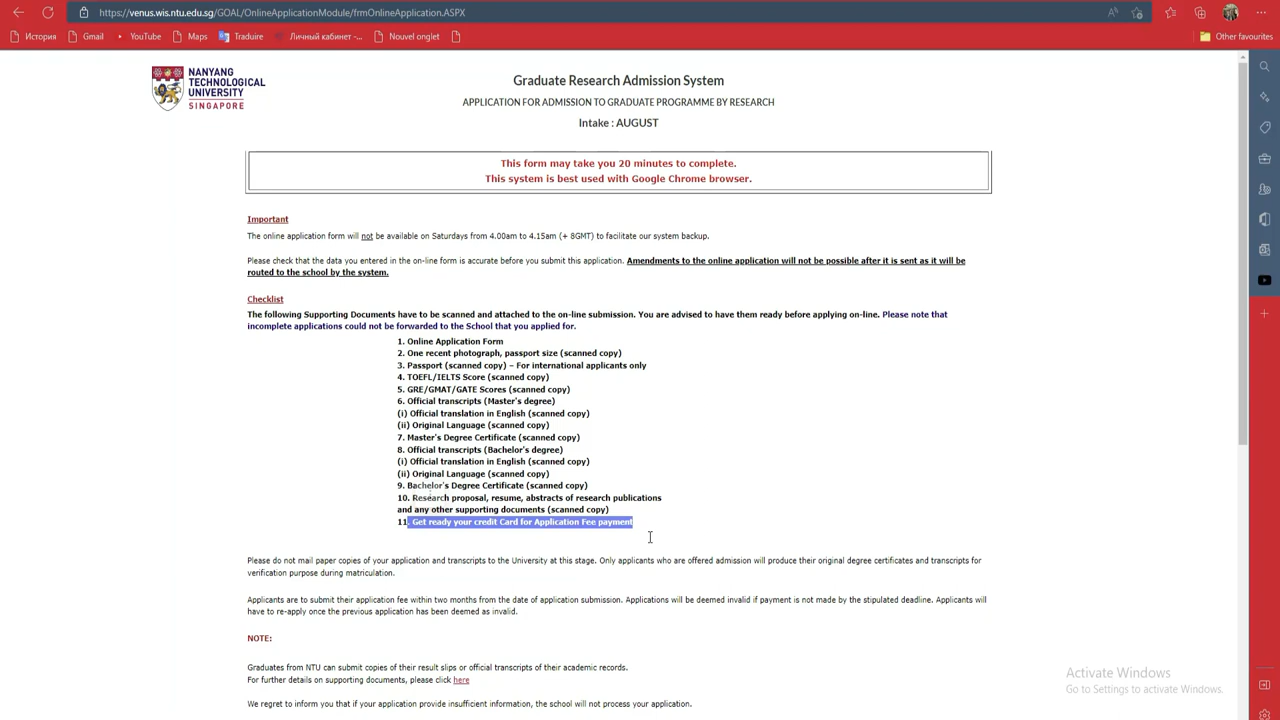 https://venus.wis.ntu.edu.sg/GOAL/OnlineApplicationModule/frmOnlineApplication.ASPX
История
Gmail
YouTube
Maps
Traduire
Личный кабинет -...
Nouvel onglet
Other favourites
NANYANG
TECHNOLOGICAL
UNIVERSITY
SINGAPORE
Graduate Research Admission System
APPLICATION FOR ADMISSION TO GRADUATE PROGRAMME BY RESEARCH
Intake : AUGUST
This form may take you 20 minutes to complete.
This system is best used with Google Chrome browser.
Important
The online application form will not be available on Saturdays from 4.00am to 4.15am (+ 8GMT) to facilitate our system backup.
Please check that the data you entered in the on-line form is accurate before you submit this application. Amendments to the online application will not be possible after it is sent as it will be
routed to the school by the system.
Checklist
The following Supporting Documents have to be scanned and attached to the on-line submission. You are advised to have them ready before applying on-line. Please note that
incomplete applications could not be forwarded to the School that you applied for.
1. Online Application Form
2. One recent photograph, passport size (scanned copy)
3. Passport (scanned copy) – For international applicants only
4. TOEFL/IELTS Score (scanned copy)
5. GRE/GMAT/GATE Scores (scanned copy)
6. Official transcripts (Master's degree)
(i) Official translation in English (scanned copy)
(ii) Original Language (scanned copy)
7. Master's Degree Certificate (scanned copy)
8. Official transcripts (Bachelor's degree)
(i) Official translation in English (scanned copy)
(ii) Original Language (scanned copy)
9. Bachelor's Degree Certificate (scanned copy)
10. Research proposal, resume, abstracts of research publications
and any other supporting documents (scanned copy)
11. Get ready your credit Card for Application Fee payment
Please do not mail paper copies of your application and transcripts to the University at this stage. Only applicants who are offered admission will produce their original degree certificates and transcripts for
verification purpose during matriculation.
Applicants are to submit their application fee within two months from the date of application submission. Applications will be deemed invalid if payment is not made by the stipulated deadline. Applicants will
have to re-apply once the previous application has been deemed as invalid.
NOTE:
Graduates from NTU can submit copies of their result slips or official transcripts of their academic records.
For further details on supporting documents, please click here
We regret to inform you that if your application provide insufficient information, the school will not process your application.
Activate Windows
Go to Settings to activate Windows.